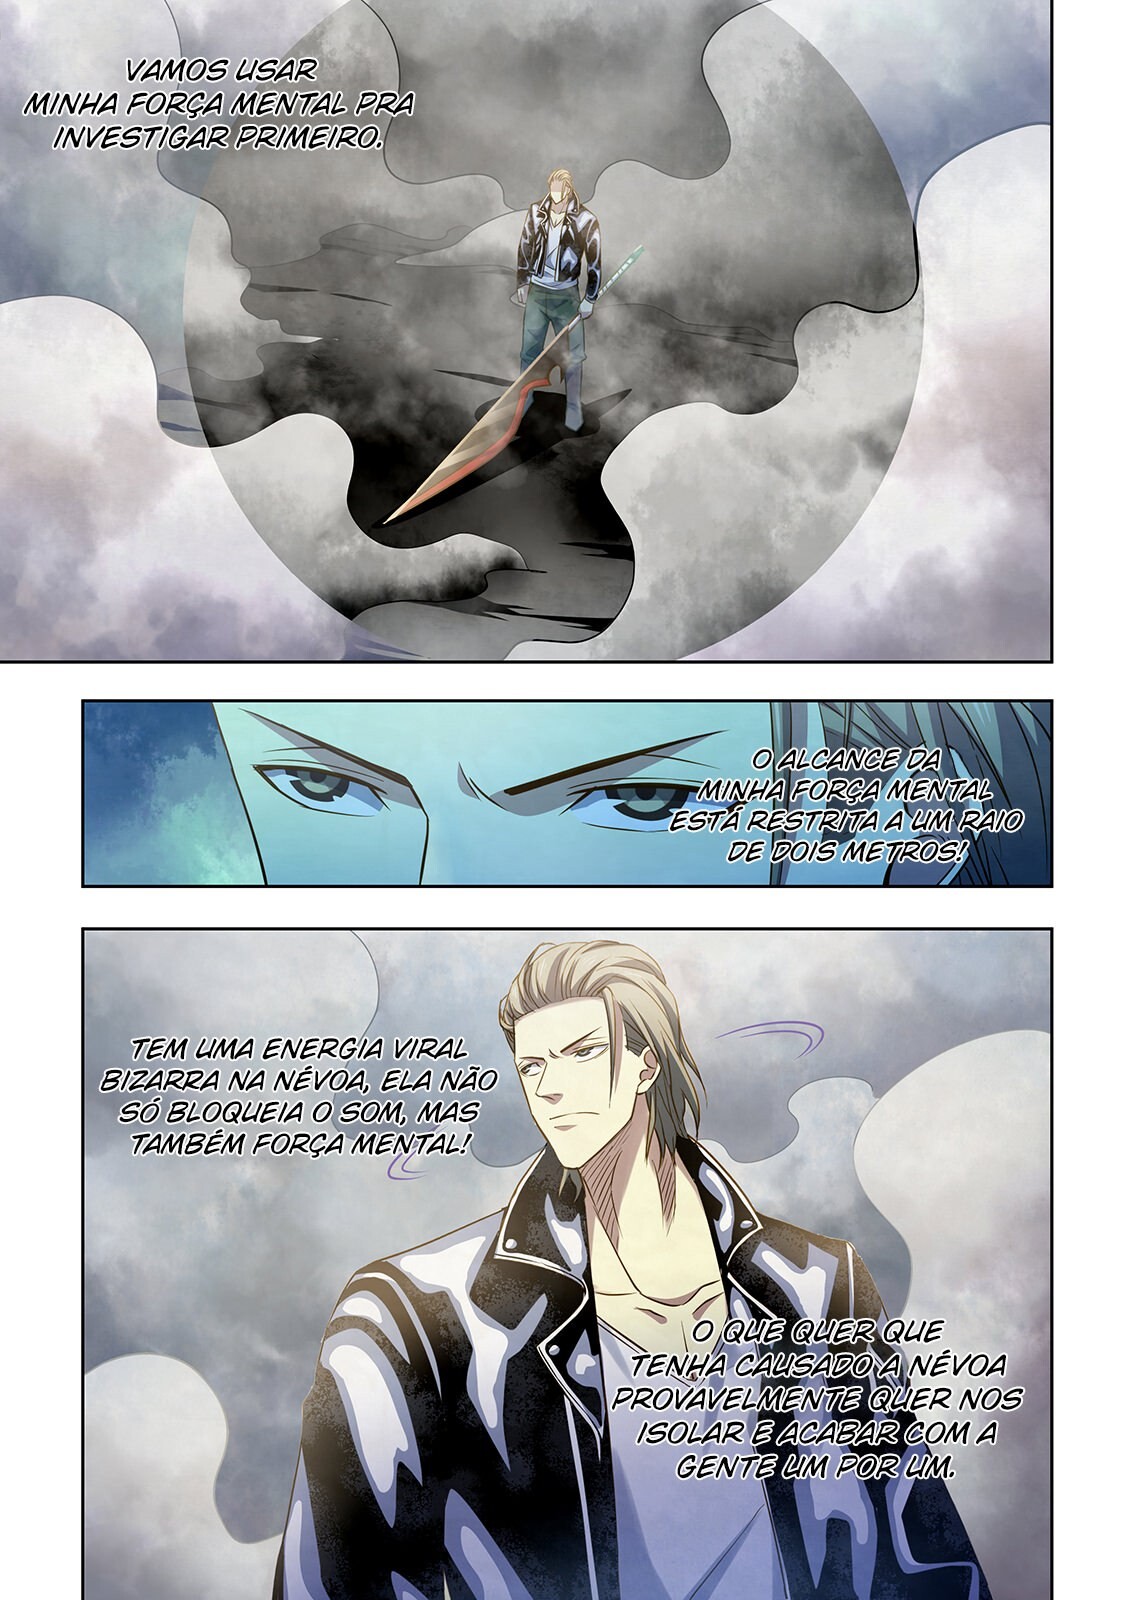 VAMOS USAR
MINHA FORÇA MENTAL PRA
INVESTIGAR PRIMEIRO.
O ALCANCE DA
MINHA FORÇA MENTAL
ESTÁ RESTRITA A UM RAIO
DE DOIS METROS!
TEM UMA ENERGIA VIRAL
BIZARRA NA NÉVOA, ELA NÃO
SÓ BLOQUEIA O SOM, MAS
TAMBÉM FORÇA MENTAL!
O QUE QUER QUE
TENHA CAUSADO A NÉVOA
PROVAVELMENTE QUER NOS
ISOLAR E ACABAR COM A
GENTE UM POR UM.